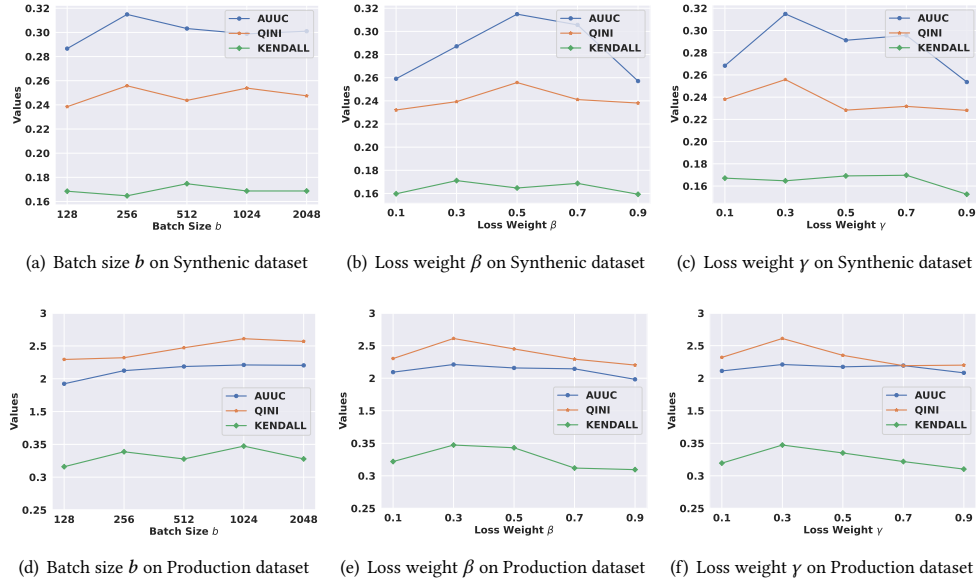 0.32
0.30
0.28
0.26
0.24
0.22
0.20
0.18
0.16
Values
128 256 512 1024 2048
Batch Size b
AUUC
QINI
KENDALL
(a) Batch size b on Synthenic dataset
0.32
0.30
0.28
0.26
0.24
0.22
0.20
0.18
0.16
Values
0.1 0.3 0.5 0.7 0.9
Loss Weight β
AUUC
QINI
KENDALL
(b) Loss weight β on Synthenic dataset
0.32
0.30
0.28
0.26
0.24
0.22
0.20
0.18
0.16
Values
0.1 0.3 0.5 0.7 0.9
Loss Weight γ
AUUC
QINI
KENDALL
(c) Loss weight γ on Synthenic dataset
3
2.5
2
1.5
0.35
0.3
0.25
Values
128 256 512 1024 2048
Batch Size b
AUUC
QINI
KENDALL
(d) Batch size b on Production dataset
3
2.5
2
1.5
0.35
0.3
0.25
Values
0.1 0.3 0.5 0.7 0.9
Loss Weight β
AUUC
QINI
KENDALL
(e) Loss weight β on Production dataset
3
2.5
2
1.5
0.35
0.3
0.25
Values
0.1 0.3 0.5 0.7 0.9
Loss Weight γ
AUUC
QINI
KENDALL
(f) Loss weight γ on Production dataset